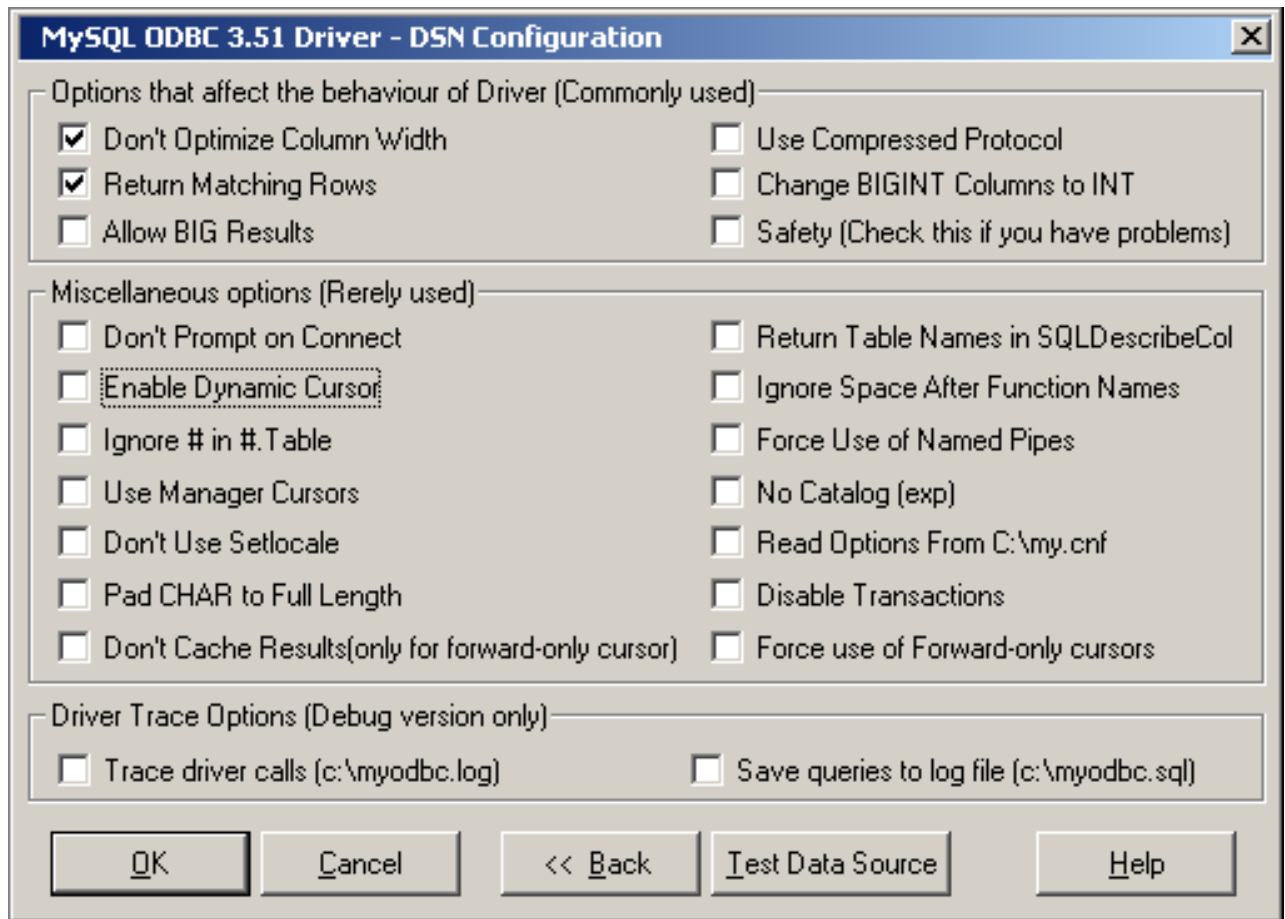 MySQL ODBC 3.51 Driver - DSN Configuration
Options that affect the behaviour of Driver (Commonly used)
Don't Optimize Column Width
Use Compressed Protocol
Return Matching Rows
Change BIGINT Columns to INT
Allow BIG Results
Safety (Check this if you have problems)
Miscellaneous options (Rerely used)
Don't Prompt on Connect
Return Table Names in SQLDescribeCol
Enable Dynamic Cursor
Ignore Space After Function Names
Ignore # in #.Table
Force Use of Named Pipes
Use Manager Cursors
No Catalog (exp)
Don't Use Setlocale
Read Options From C:\my.cnf
Pad CHAR to Full Length
Disable Transactions
Don't Cache Results(only for forward-only cursor)
Force use of Forward-only cursors
Driver Trace Options (Debug version only)
Trace driver calls (c:\myodbc.log)
Save queries to log file (c:\myodbc.sql)
OK
Cancel
<< Back
Test Data Source
Help